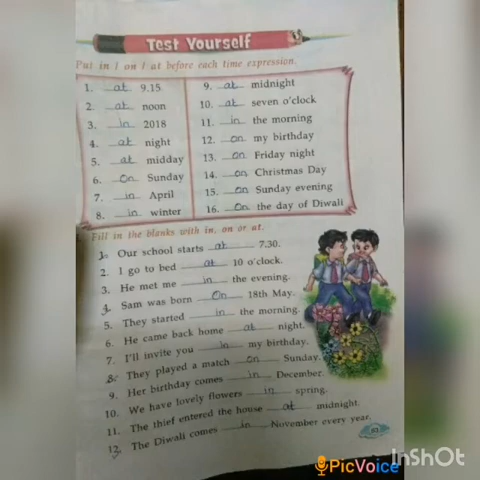 Test Yourself
Put in I on I at before each time expression.
1. at 9.15
2. at noon
3. in 2018
4. at night
5. at midday
6. on Sunday
7. in April
8. in winter
9. at midnight
10. at seven o'clock
11. in the morning
12. on my birthday
13. on Friday night
14. on Christmas Day
15. on Sunday evening
16. on the day of Diwali
Fill in the blanks with in, on or at.
1. Our school starts at 7.30.
2. I go to bed at 10 o'clock.
3. He met me in the evening.
4. Sam was born on 18th May.
5. They started in the morning.
6. He came back home at night.
7. I'll invite you in my birthday.
8. They played a match on Sunday.
9. Her birthday comes in December.
10. We have lovely flowers in spring.
11. The thief entered the house at midnight.
12. The Diwali comes in November every year.
PicVoice
InShOt